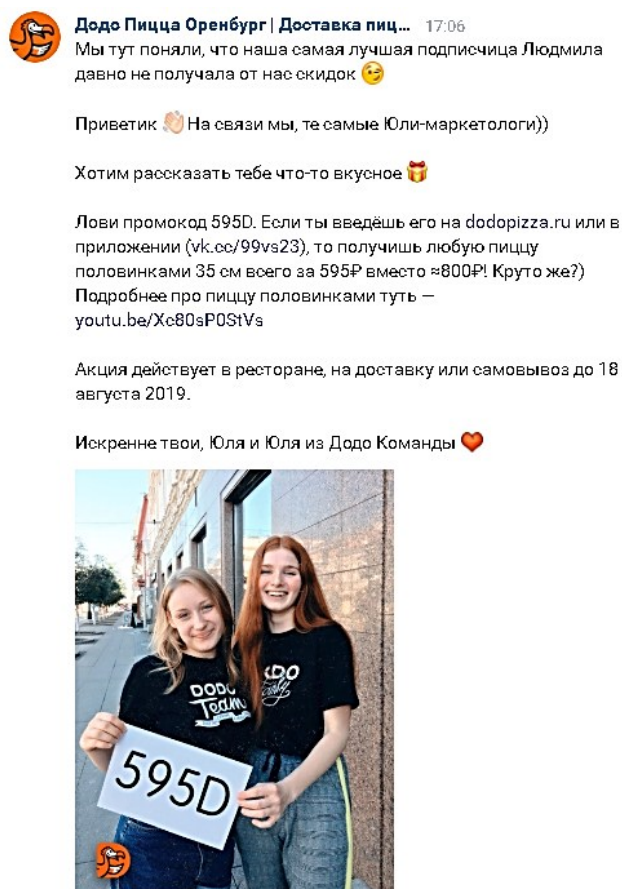 Додо Пицца Оренбург | Доставка пиц... 17:06
Мы тут поняли, что наша самая лучшая подписчица Людмила
давно не получала от нас скидок 😉
Приветик 👋🏻 На связи мы, те самые Юли-маркетологи))
Хотим рассказать тебе что-то вкусное 🎁
Лови промокод 595D. Если ты введёшь его на dodopizza.ru или в
приложении (vk.cc/99vs23), то получишь любую пиццу
половинками 35 см всего за 595₽ вместо ≈800₽! Круто же?)
Подробнее про пиццу половинками туть —
youtu.be/Xc80sP0StVs
Акция действует в ресторане, на доставку или самовывоз до 18
августа 2019.
Искренне твои, Юля и Юля из Додо Команды ❤
DODO
Team
595D